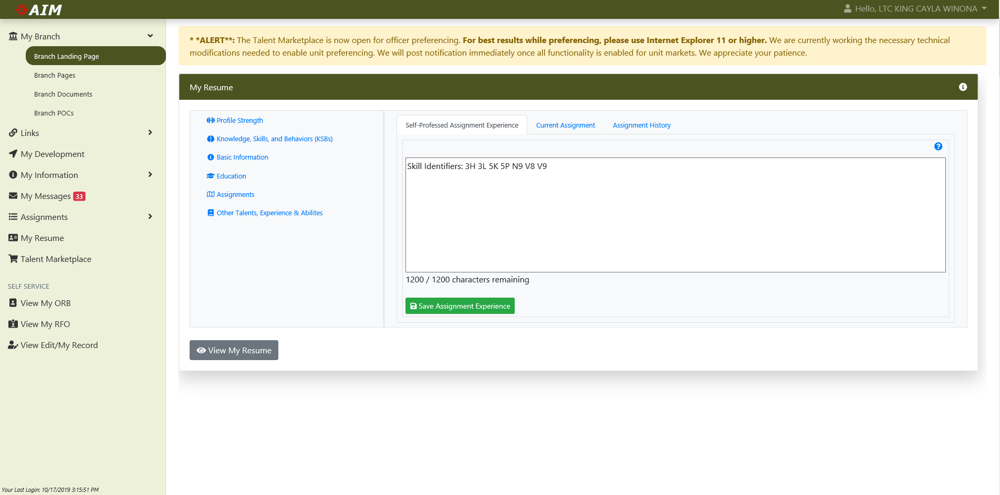 AIM
Hello, LTC KING CAYLA WINONA
My Branch
Branch Landing Page
Branch Pages
Branch Documents
Branch POCs
Links
My Development
My Information
My Messages 33
Assignments
My Resume
Talent Marketplace
SELF SERVICE
View My ORB
View My RFO
View Edit/My Record
Your Last Login: 10/17/2019 3:15:51 PM
* *ALERT**: The Talent Marketplace is now open for officer preferencing. For best results while preferencing, please use Internet Explorer 11 or higher. We are currently working the necessary technical
modifications needed to enable unit preferencing. We will post notification immediately once all functionality is enabled for unit markets. We appreciate your patience.
My Resume
Profile Strength
Knowledge, Skills, and Behaviors (KSBs)
Basic Information
Education
Assignments
Other Talents, Experience & Abilites
Self-Professed Assignment Experience
Current Assignment
Assignment History
Skill Identifiers: 3H 3L 5K 5P N9 V8 V9
1200 / 1200 characters remaining
Save Assignment Experience
View My Resume